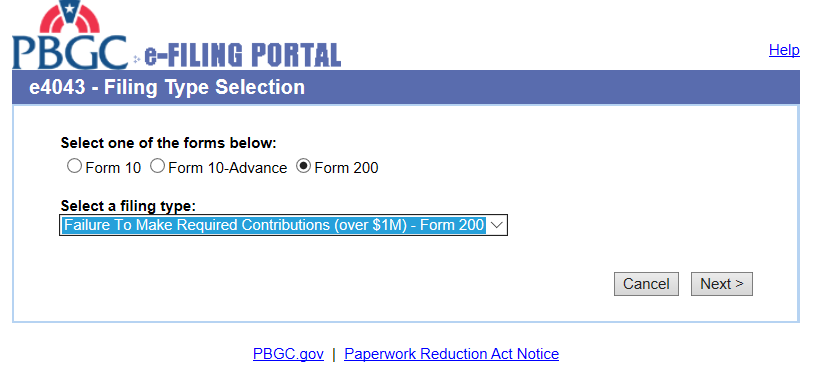 PBGC e-FILING PORTAL
Help
e4043 - Filing Type Selection
Select one of the forms below:
Form 10 Form 10-Advance Form 200
Select a filing type:
Failure To Make Required Contributions (over $1M) - Form 200
Cancel Next >
PBGC.gov | Paperwork Reduction Act Notice